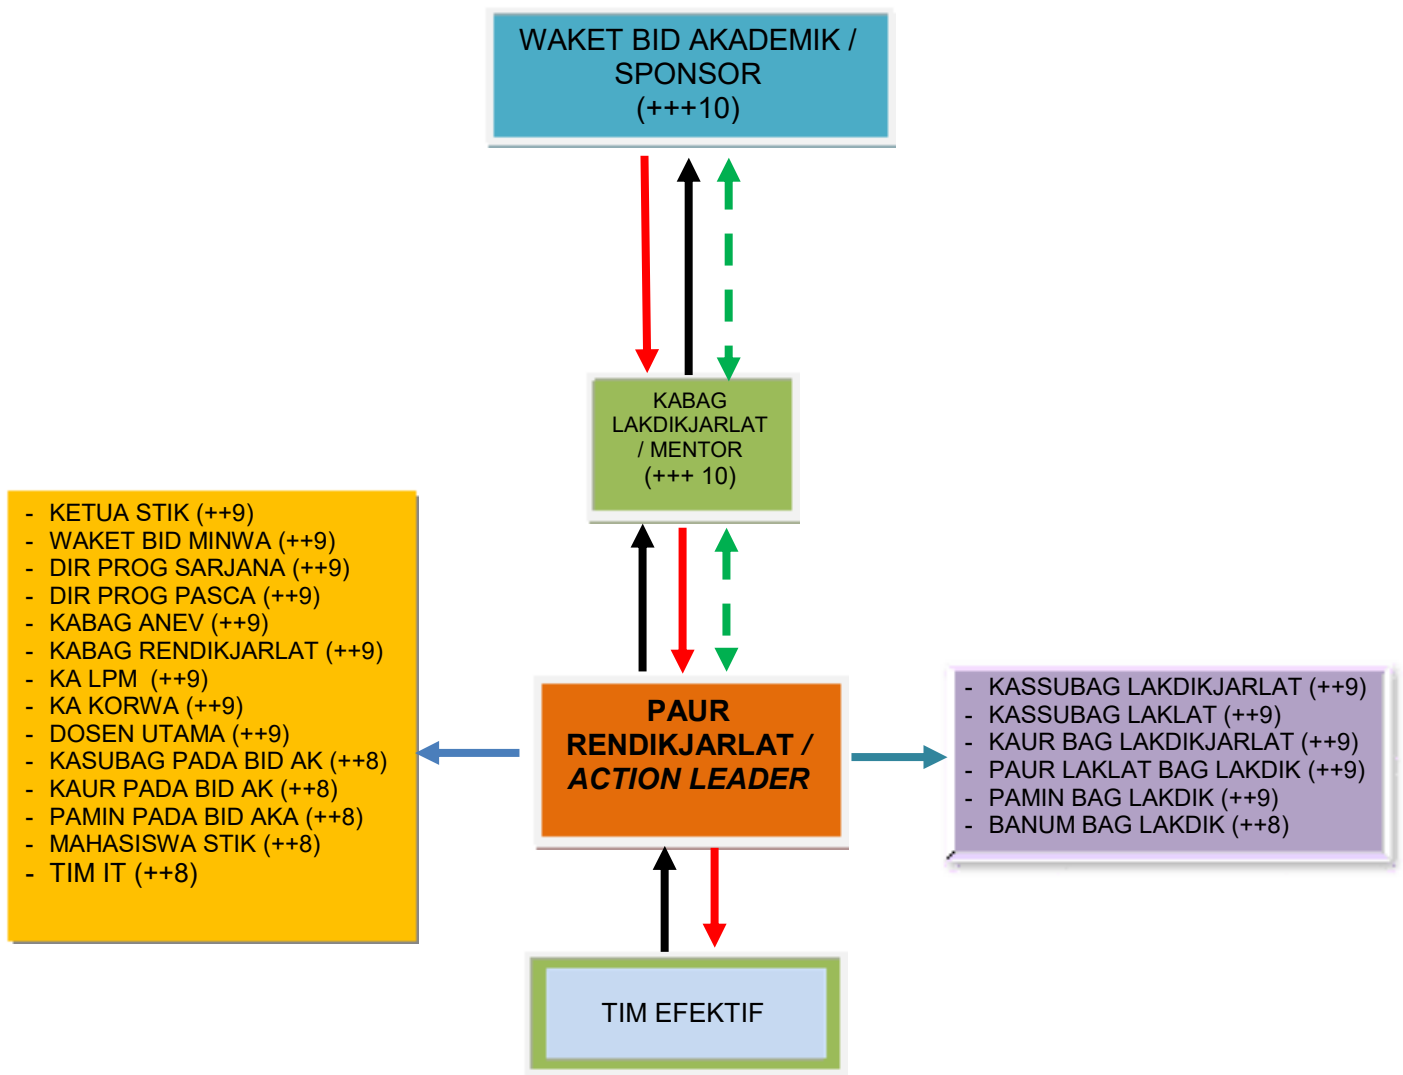 WAKET BID AKADEMIK /
SPONSOR
(+++10)
KABAG
LAKDIKJARLAT
/ MENTOR
(+++ 10)
- KETUA STIK (++9)
- WAKET BID MINWA (++9)
- DIR PROG SARJANA (++9)
- DIR PROG PASCA (++9)
- KABAG ANEV (++9)
- KABAG RENDIKJARLAT (++9)
- KA LPM (++9)
- KA KORWA (++9)
- DOSEN UTAMA (++9)
- KASUBAG PADA BID AK (++8)
- KAUR PADA BID AK (++8)
- PAMIN PADA BID AKA (++8)
- MAHASISWA STIK (++8)
- TIM IT (++8)
PAUR
RENDIKJARLAT /
ACTION LEADER
- KASSUBAG LAKDIKJARLAT (++9)
- KASSUBAG LAKLAT (++9)
- KAUR BAG LAKDIKJARLAT (++9)
- PAUR LAKLAT BAG LAKDIK (++9)
- PAMIN BAG LAKDIK (++9)
- BANUM BAG LAKDIK (++8)
TIM EFEKTIF